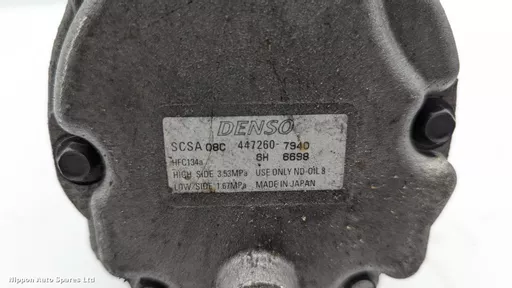 DENSO
SCSA 08C 447260-7940
HFC134a 8H 6698
HIGH SIDE 3.53MPa USE ONLY ND-OIL 8
LOW SIDE 1.67MPa MADE IN JAPAN
Nippon Auto Spares Ltd